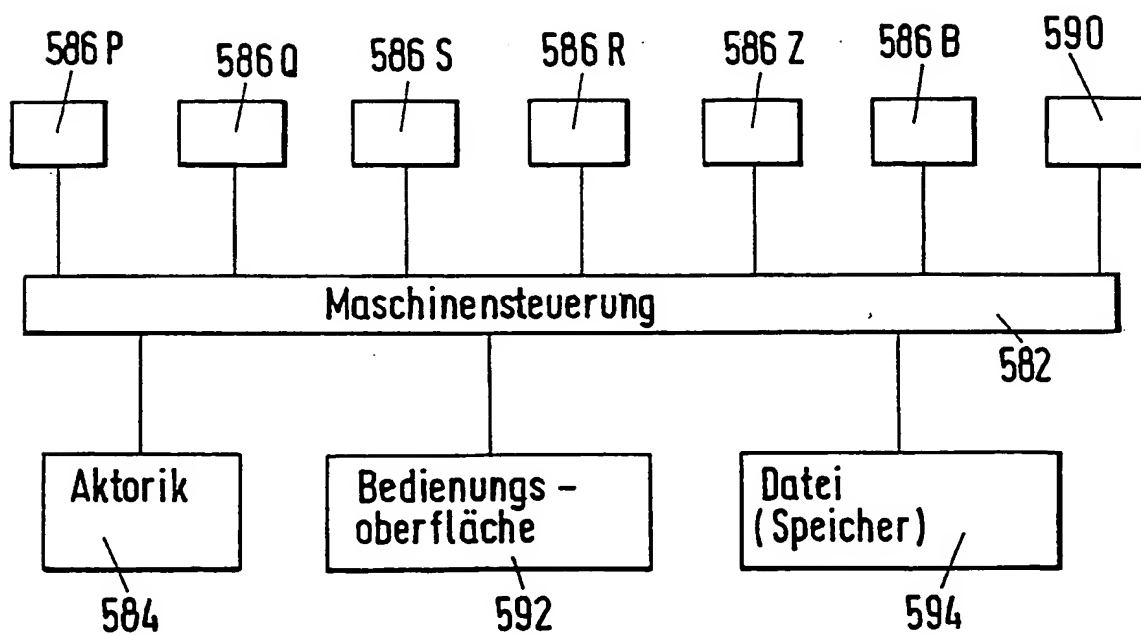 586 P 586 Q 586 S 586 R 586 Z 586 B 590
Maschinensteuerung
582
Aktorik
Bedienungs -
oberfläche
Datei
(Speicher)
584 592 594